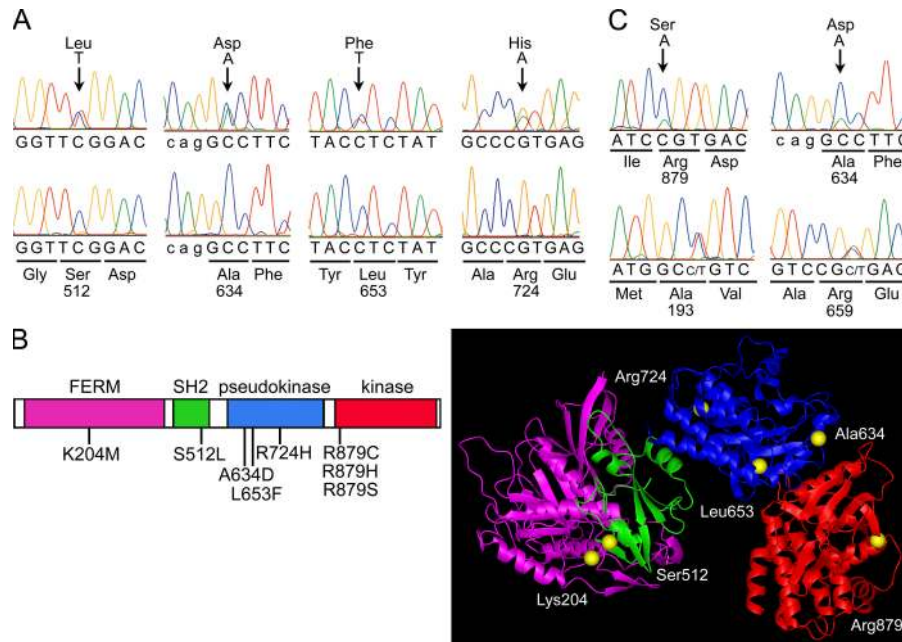 A
Leu
T
Asp
A
Phe
T
His
A
GGTTCGGAC
cagGCCTTC
TACCTCTAT
GCCCGTGAG
GGTTCGGAC
cagGCCTTC
TACCTCTAT
GCCCGTGAG
Gly Ser Asp
512
Ala Phe
634
Tyr Leu Tyr
653
Ala Arg Glu
724
C
Ser
A
Asp
A
ATCCGTGAC
cagGCCTTC
Ile Arg Asp
879
Ala Phe
634
ATGGCC/TGTC
GTCCGC/TGAG
Met Ala Val
193
Ala Arg Glu
659
B
FERM SH2 pseudokinase kinase
K204M S512L R724H R879C
A634D R879H
L653F R879S
Arg724
Ala634
Leu653
Ser512
Lys204
Arg879